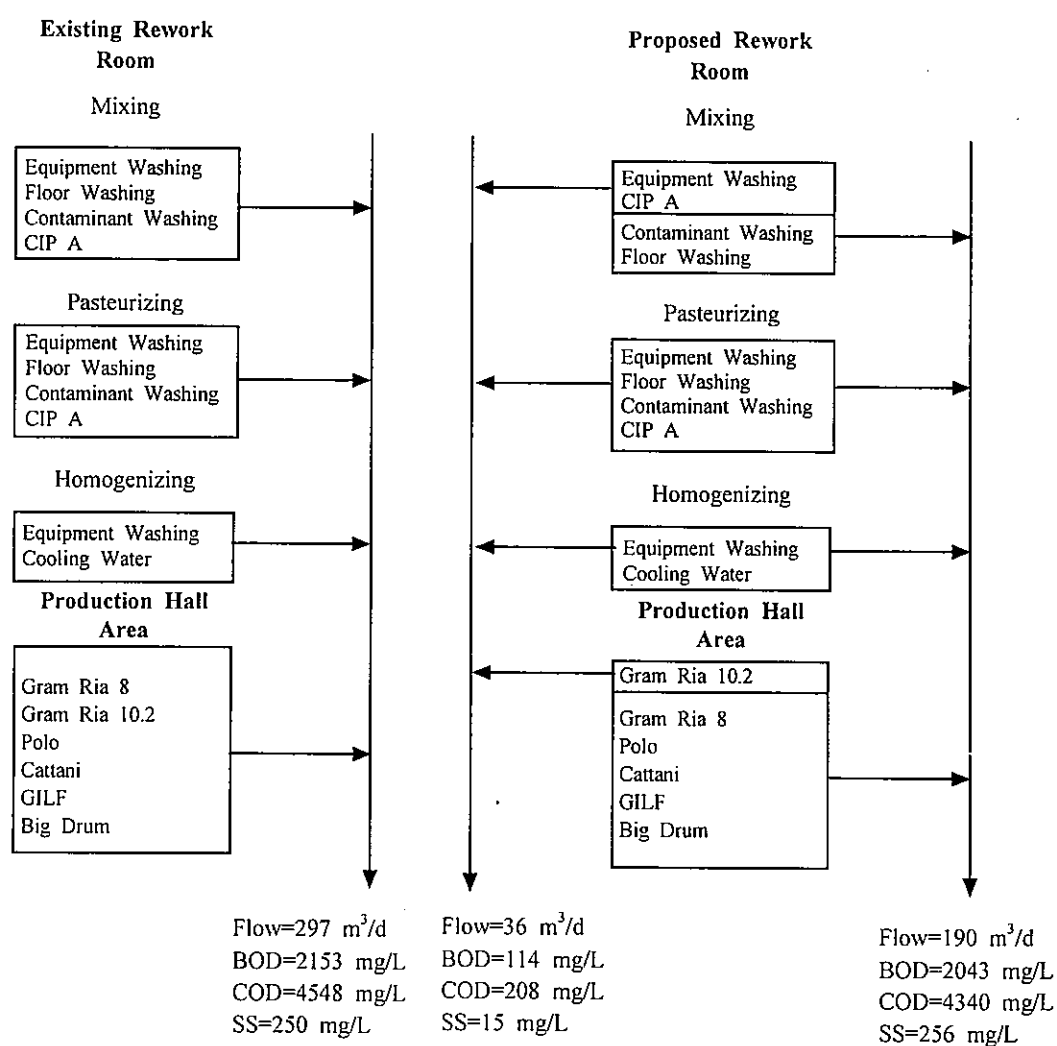 Existing Rework
Room
Mixing
Equipment Washing
Floor Washing
Contaminant Washing
CIP A
Pasteurizing
Equipment Washing
Floor Washing
Contaminant Washing
CIP A
Homogenizing
Equipment Washing
Cooling Water
Production Hall
Area
Gram Ria 8
Gram Ria 10.2
Polo
Cattani
GILF
Big Drum
Flow=297 m³/d
BOD=2153 mg/L
COD=4548 mg/L
SS=250 mg/L
Flow=36 m³/d
BOD=114 mg/L
COD=208 mg/L
SS=15 mg/L
Proposed Rework
Room
Mixing
Equipment Washing
CIP A
Contaminant Washing
Floor Washing
Pasteurizing
Equipment Washing
Floor Washing
Contaminant Washing
CIP A
Homogenizing
Equipment Washing
Cooling Water
Production Hall
Area
Gram Ria 10.2
Gram Ria 8
Polo
Cattani
GILF
Big Drum
Flow=190 m³/d
BOD=2043 mg/L
COD=4340 mg/L
SS=256 mg/L